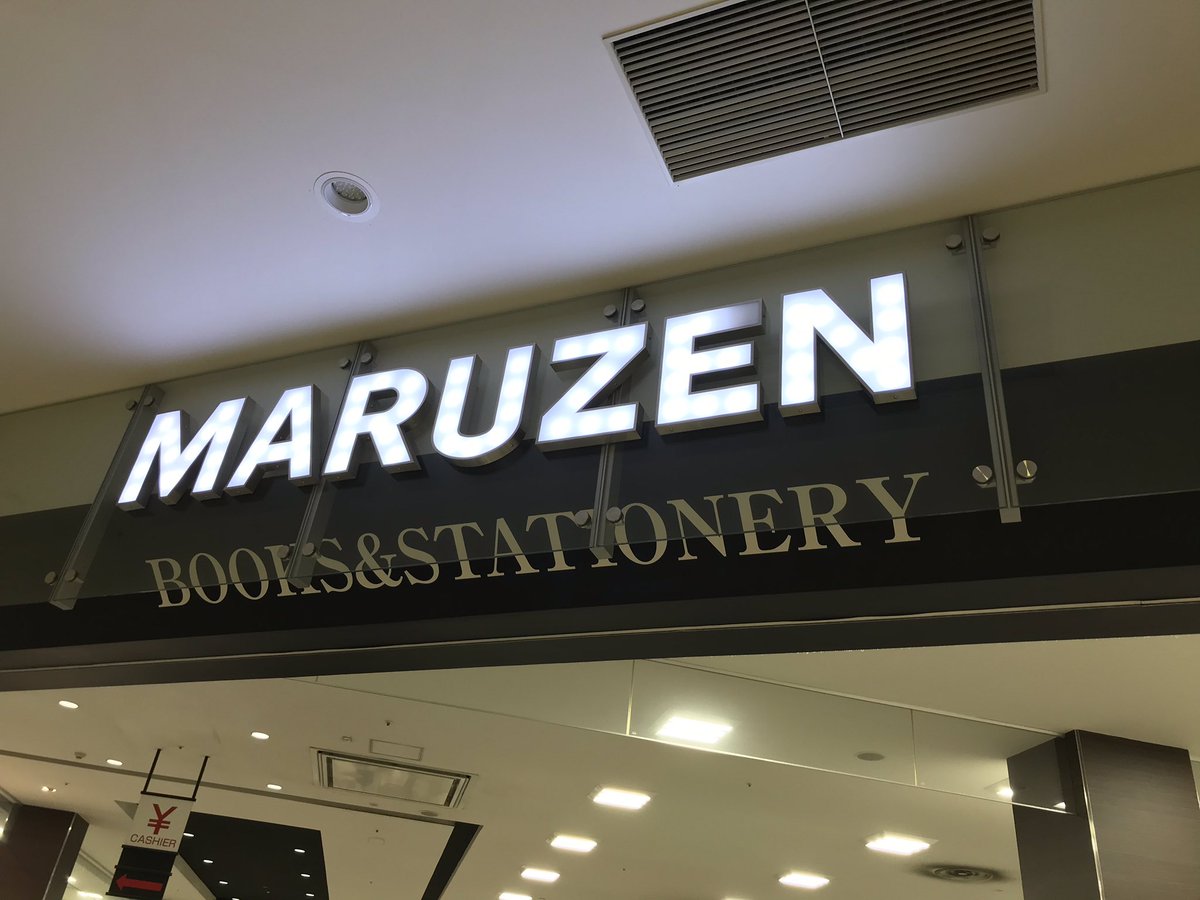 MARUZEN
BOOKS&STATIONERY
¥
CASHIER